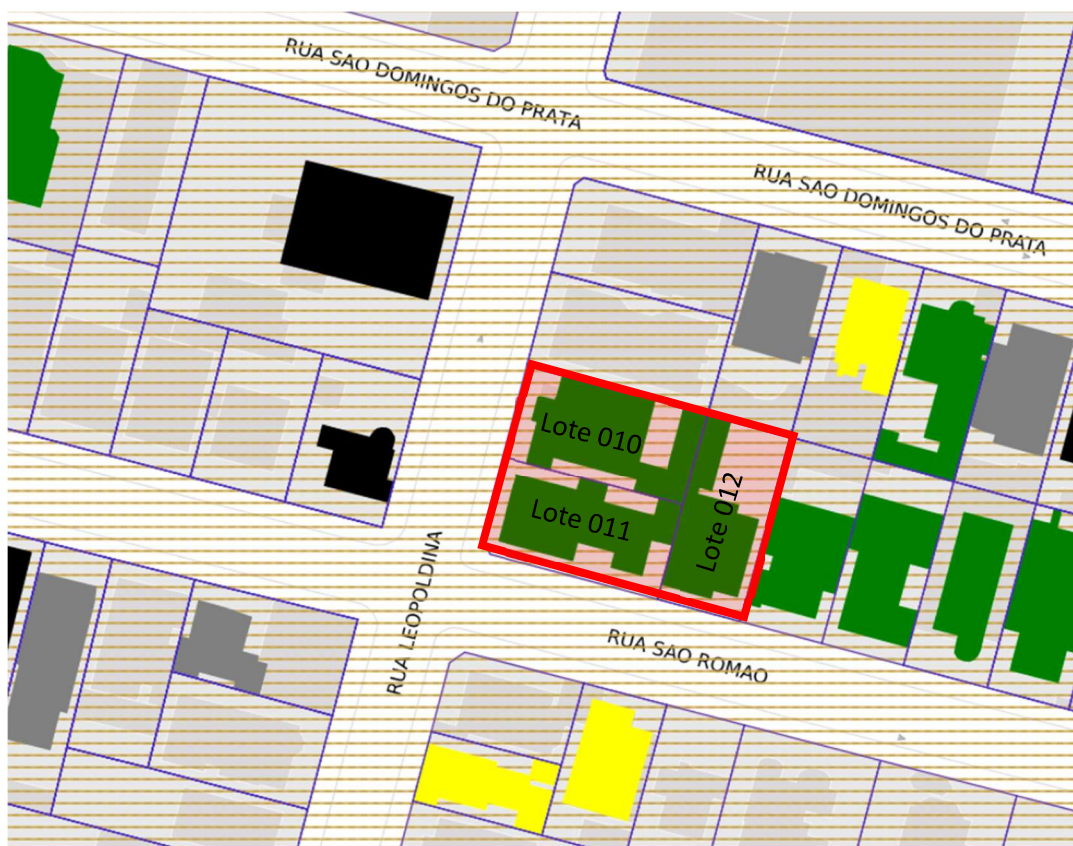 RUA SAO DOMINGOS DO PRATA
RUA SAO DOMINGOS DO PRATA
Lote 010
Lote 011
Lote 012
RUA LEOPOLDINA
RUA SAO ROMAO